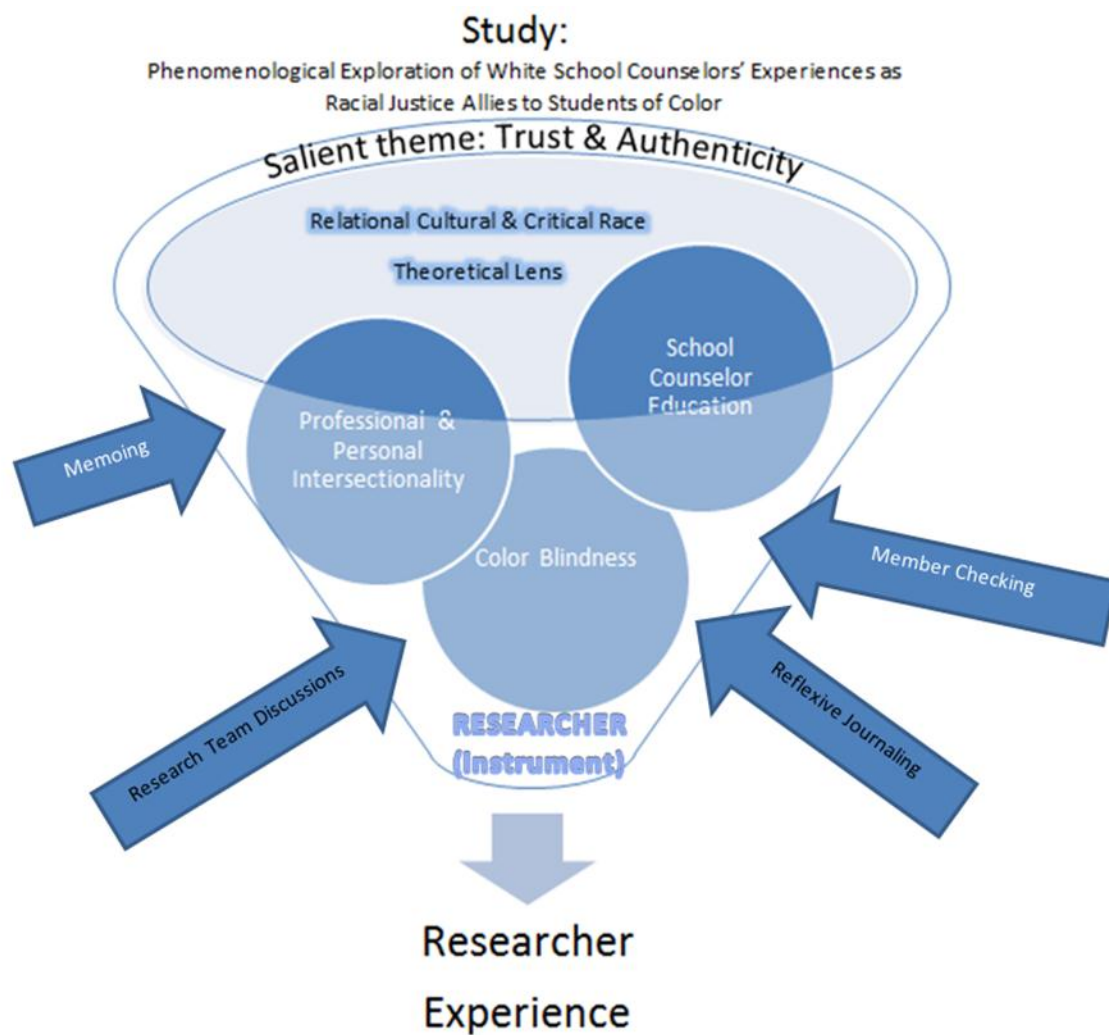 Study:
Phenomenological Exploration of White School Counselors' Experiences as
Racial Justice Allies to Students of Color
Salient theme: Trust & Authenticity
Relational Cultural & Critical Race
Theoretical Lens
School
Counselor
Education
Professional &
Personal
Intersectionality
Color Blindness
Memoing
Member Checking
Research Team Discussions
Reflexive Journaling
RESEARCHER
(Instrument)
Researcher
Experience